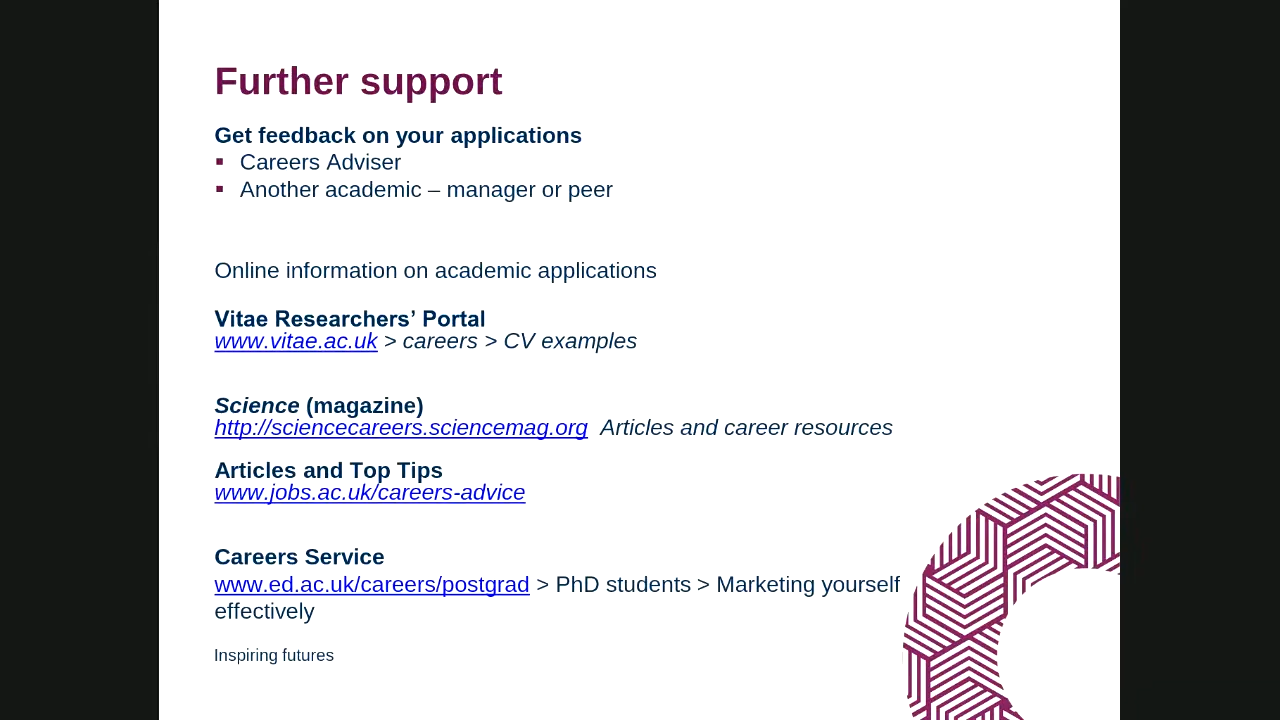 Further support
Get feedback on your applications
▪ Careers Adviser
▪ Another academic – manager or peer
Online information on academic applications
Vitae Researchers’ Portal
www.vitae.ac.uk > careers > CV examples
Science (magazine)
http://sciencecareers.sciencemag.org  Articles and career resources
Articles and Top Tips
www.jobs.ac.uk/careers-advice
Careers Service
www.ed.ac.uk/careers/postgrad > PhD students > Marketing yourself
effectively
Inspiring futures